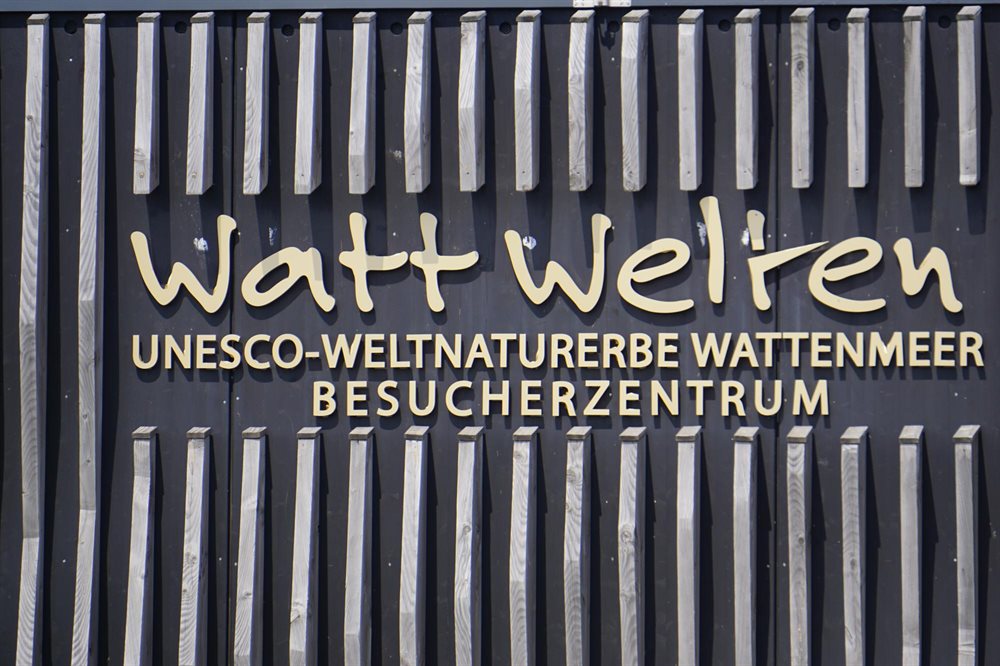 Watt Welten
UNESCO-WELTNATURERBE WATTENMEER
BESUCHERZENTRUM